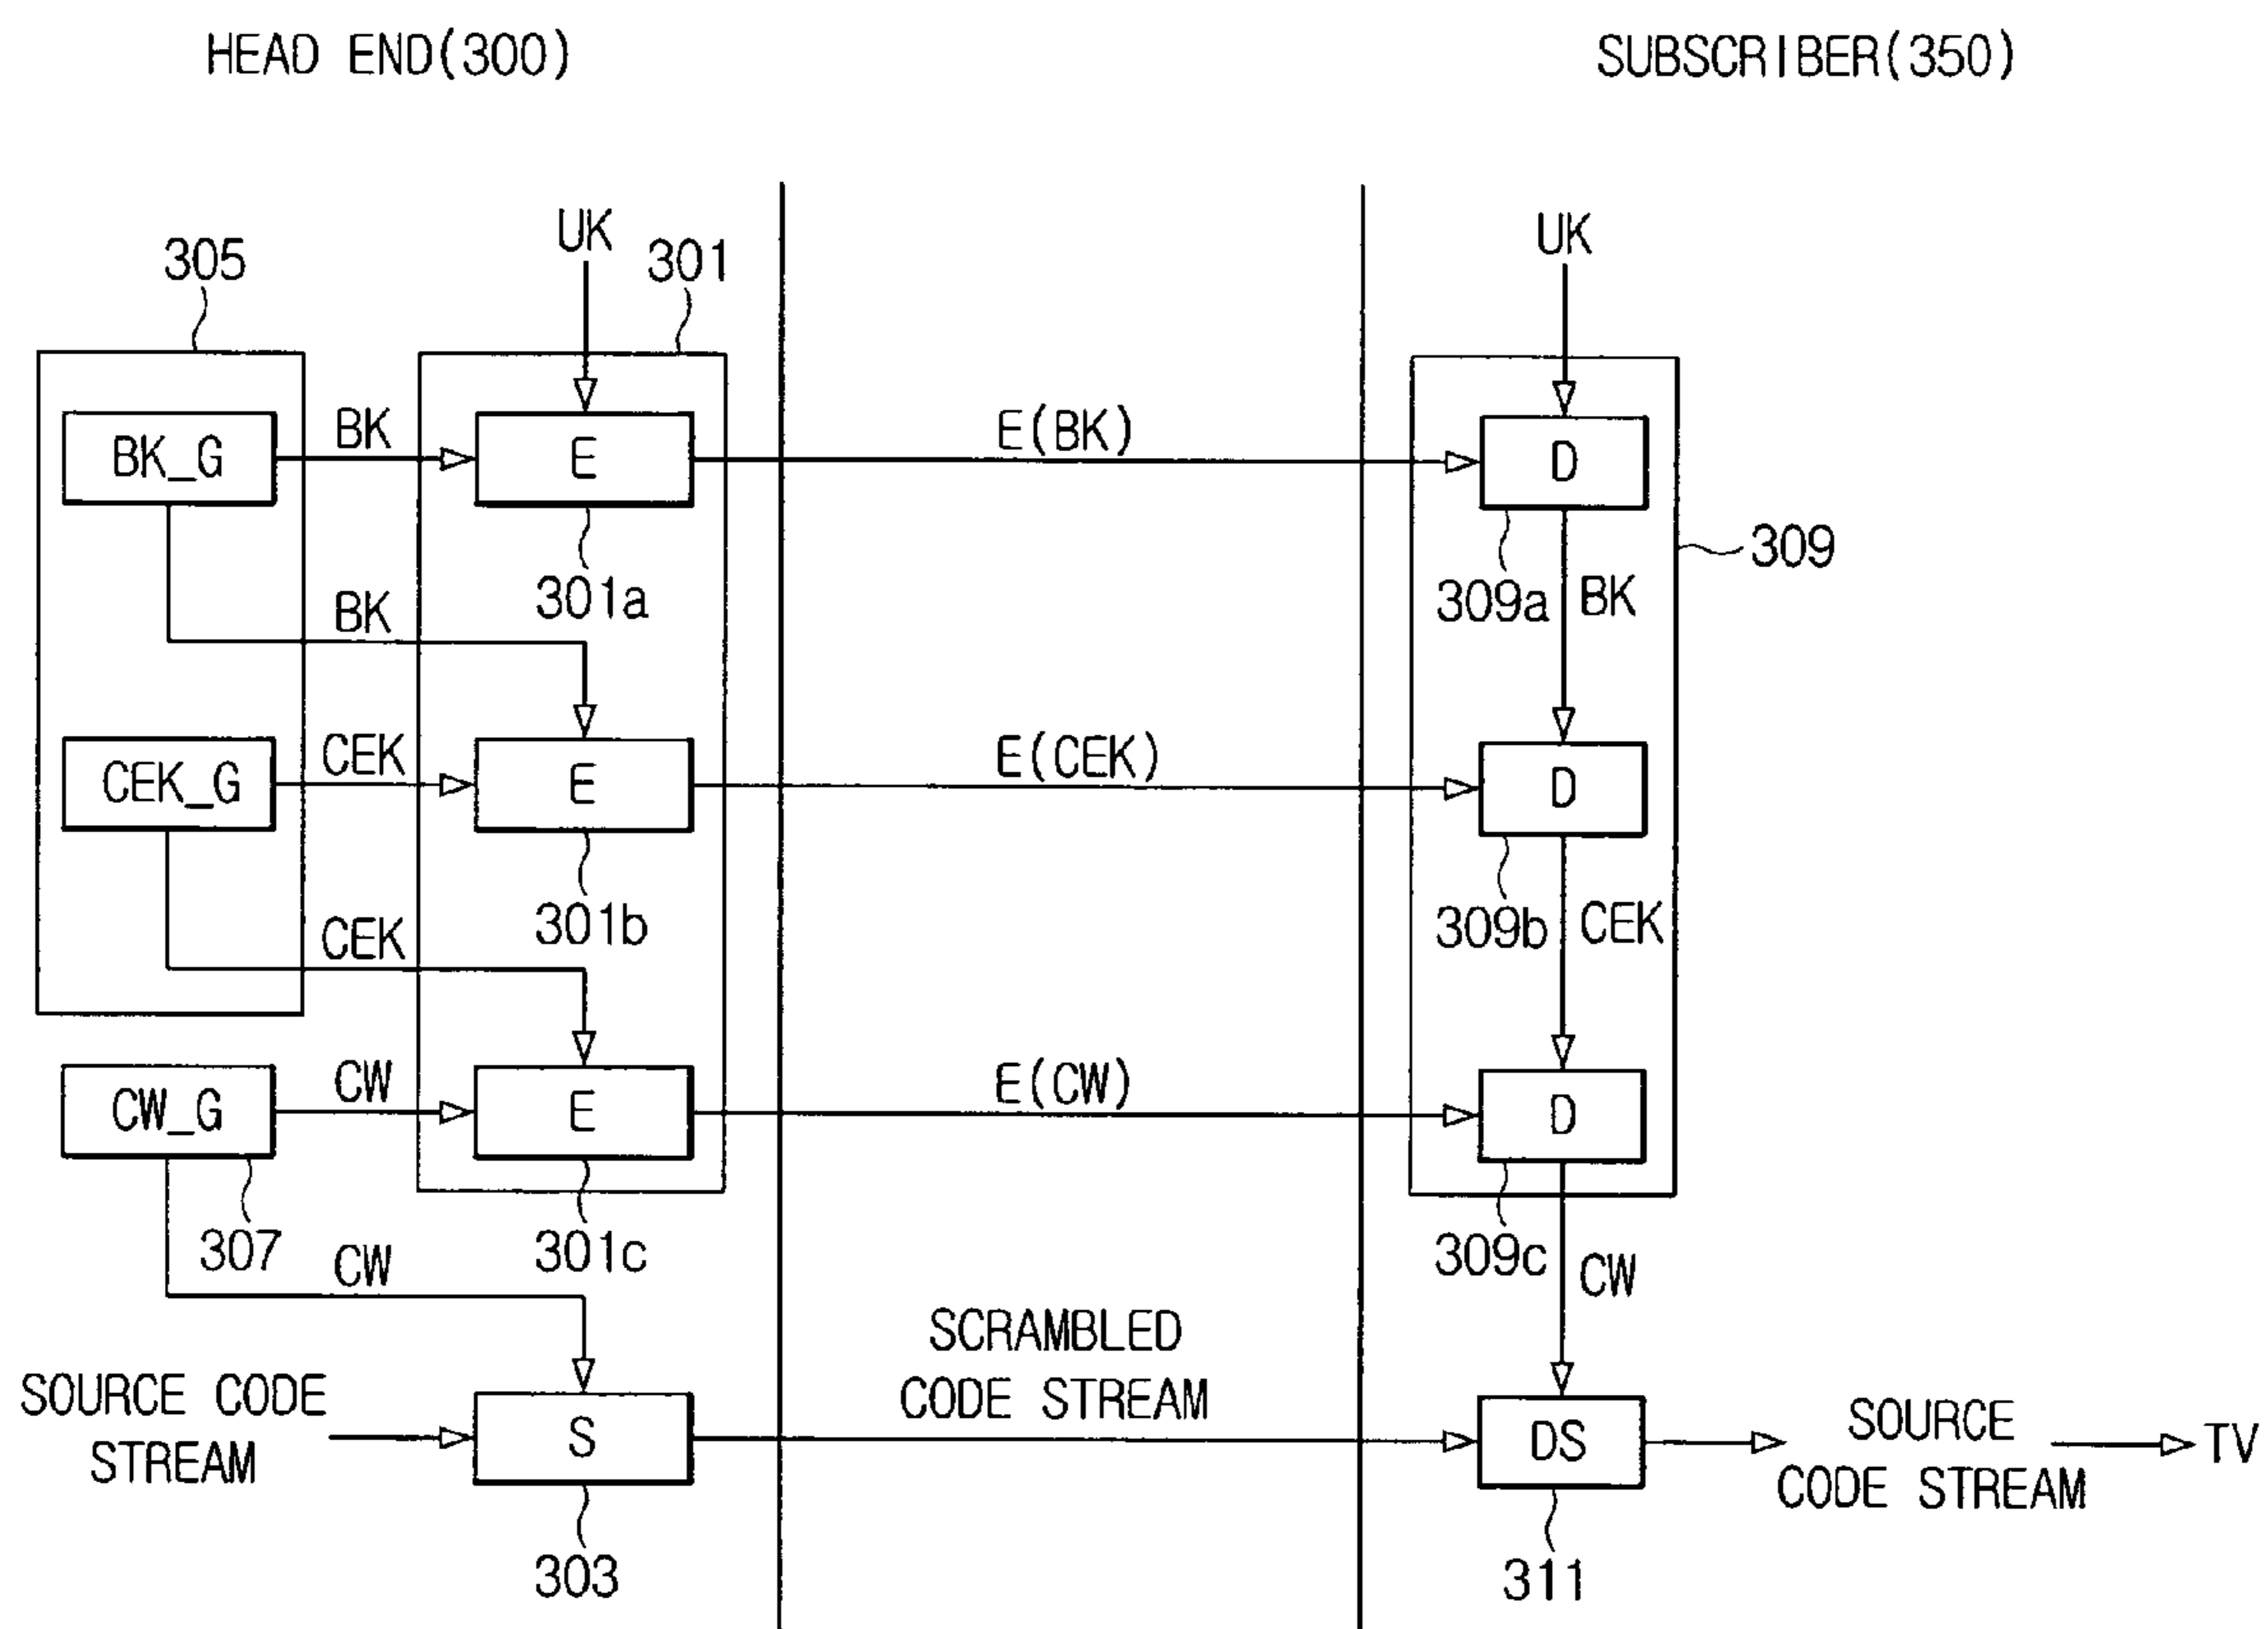 HEAD END(300)
SUBSCRIBER(350)
UK
UK
305
301
BK
E(BK)
BK_G
E
D
309
301a
309a
BK
BK
CEK
E(CEK)
CEK_G
E
D
301b
309b
CEK
CEK
CW
E(CW)
CW_G
E
D
307
301c
309c
CW
CW
SCRAMBLED
CODE STREAM
SOURCE CODE
STREAM
S
DS
SOURCE
CODE STREAM
TV
303
311